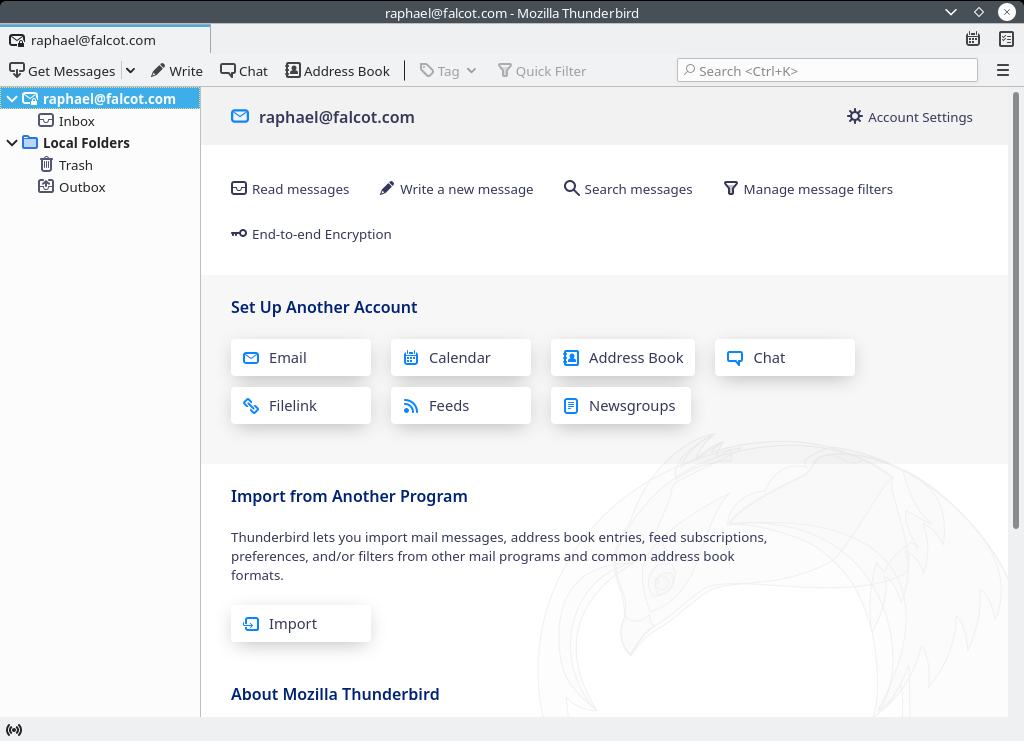 raphael@falcot.com - Mozilla Thunderbird
raphael@falcot.com
Get Messages Write Chat Address Book Tag Quick Filter Search <Ctrl+K>
raphael@falcot.com
Inbox
Local Folders
Trash
Outbox
raphael@falcot.com Account Settings
Read messages Write a new message Search messages Manage message filters
End-to-end Encryption
Set Up Another Account
Email Calendar Address Book Chat
Filelink Feeds Newsgroups
Import from Another Program
Thunderbird lets you import mail messages, address book entries, feed subscriptions,
preferences, and/or filters from other mail programs and common address book
formats.
Import
About Mozilla Thunderbird